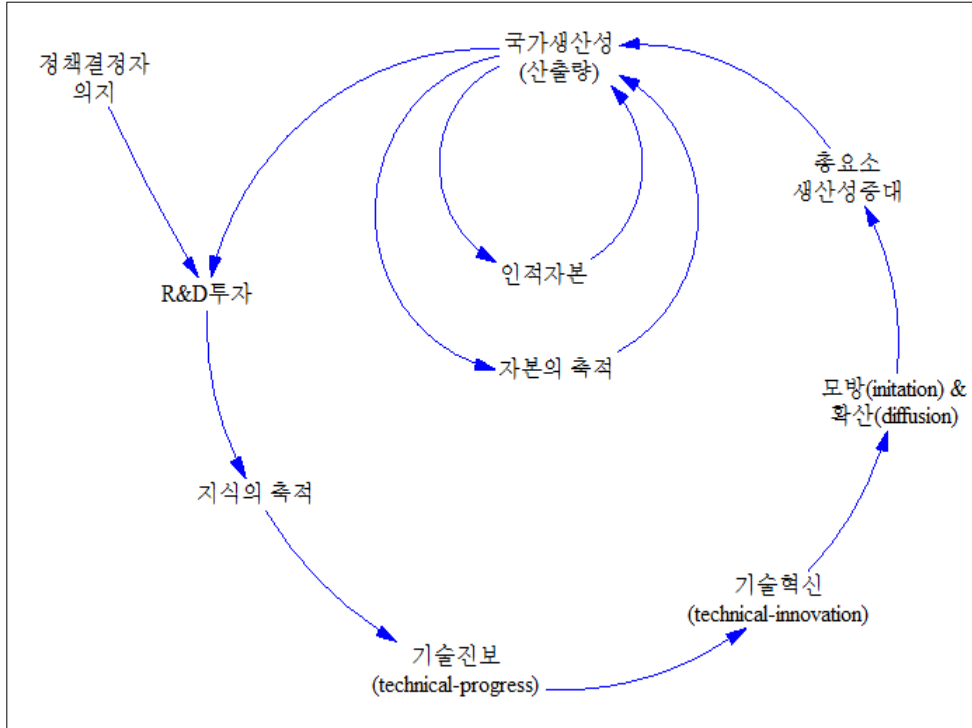 국가생산성
(산출량)
정책결정자
의지
총요소
생산성증대
인적자본
R&D투자
자본의 축적
모방(initation) &
확산(diffusion)
지식의 축적
기술혁신
(technical-innovation)
기술진보
(technical-progress)